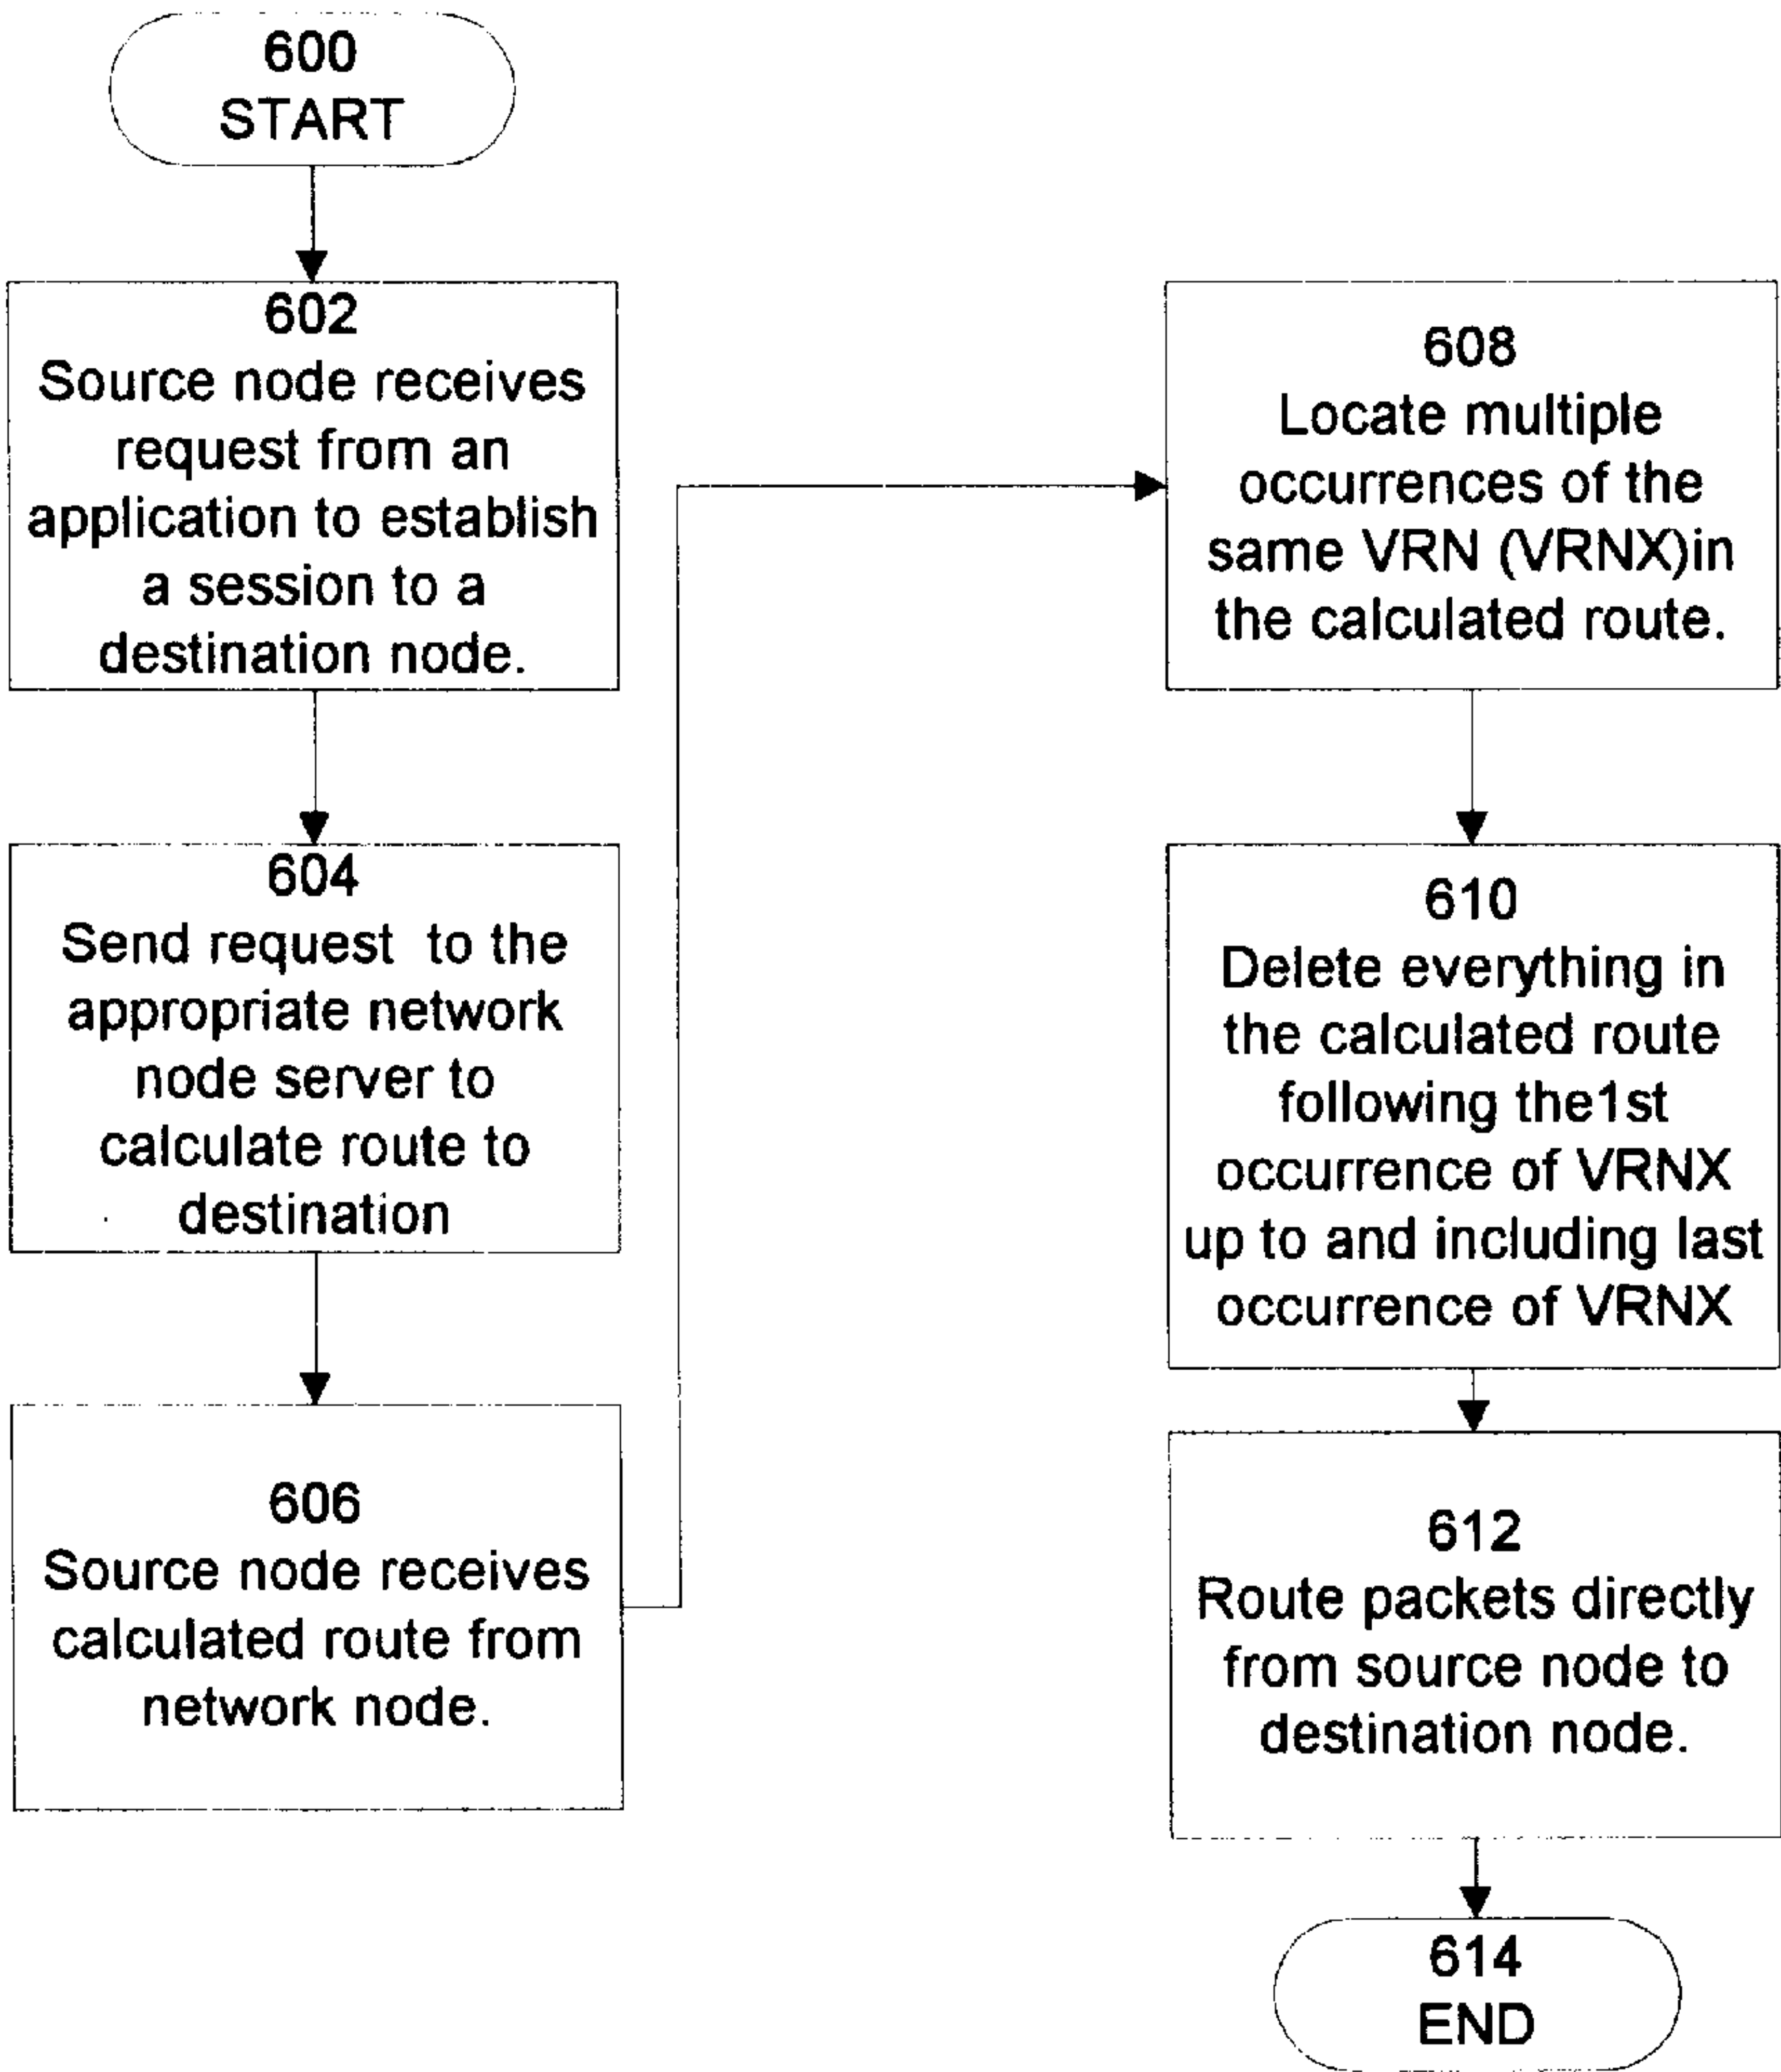 600
START
602
Source node receives
request from an
application to establish
a session to a
destination node.
604
Send request to the
appropriate network
node server to
calculate route to
destination
606
Source node receives
calculated route from
network node.
608
Locate multiple
occurrences of the
same VRN (VRNX)in
the calculated route.
610
Delete everything in
the calculated route
following the1st
occurrence of VRNX
up to and including last
occurrence of VRNX
612
Route packets directly
from source node to
destination node.
614
END